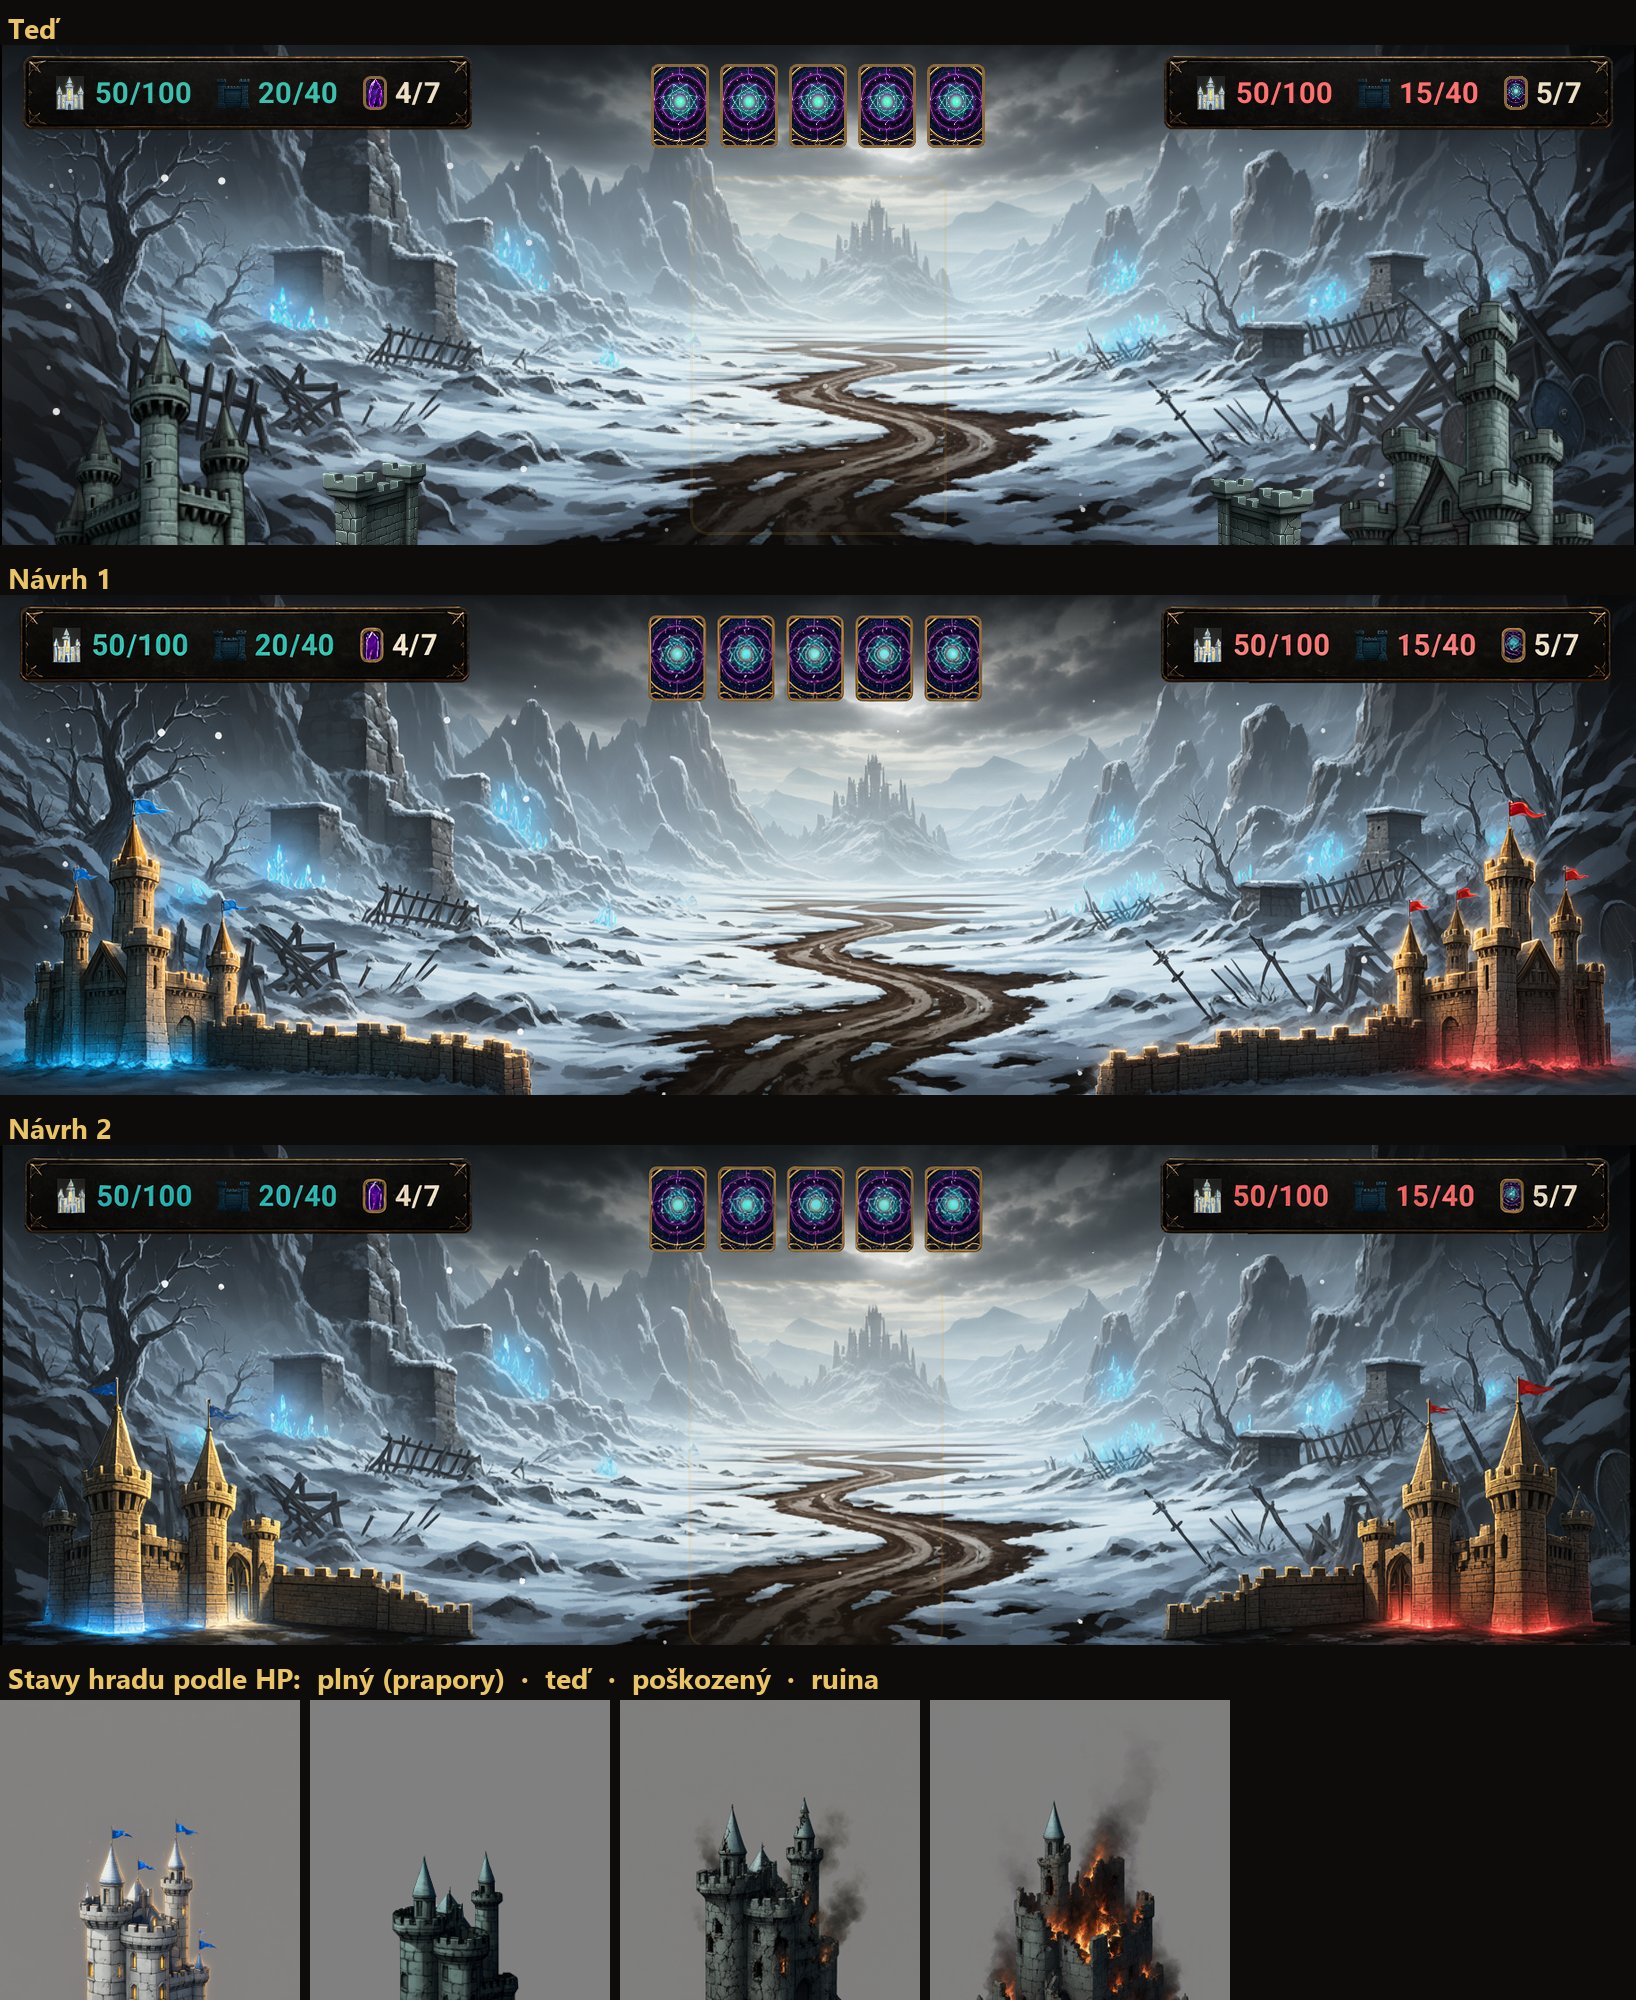 Teď
50/100 20/40 4/7 50/100 15/40 5/7
Návrh 1
50/100 20/40 4/7 50/100 15/40 5/7
Návrh 2
50/100 20/40 4/7 50/100 15/40 5/7
Stavy hradu podle HP: plný (prapory) · teď · poškozený · ruina